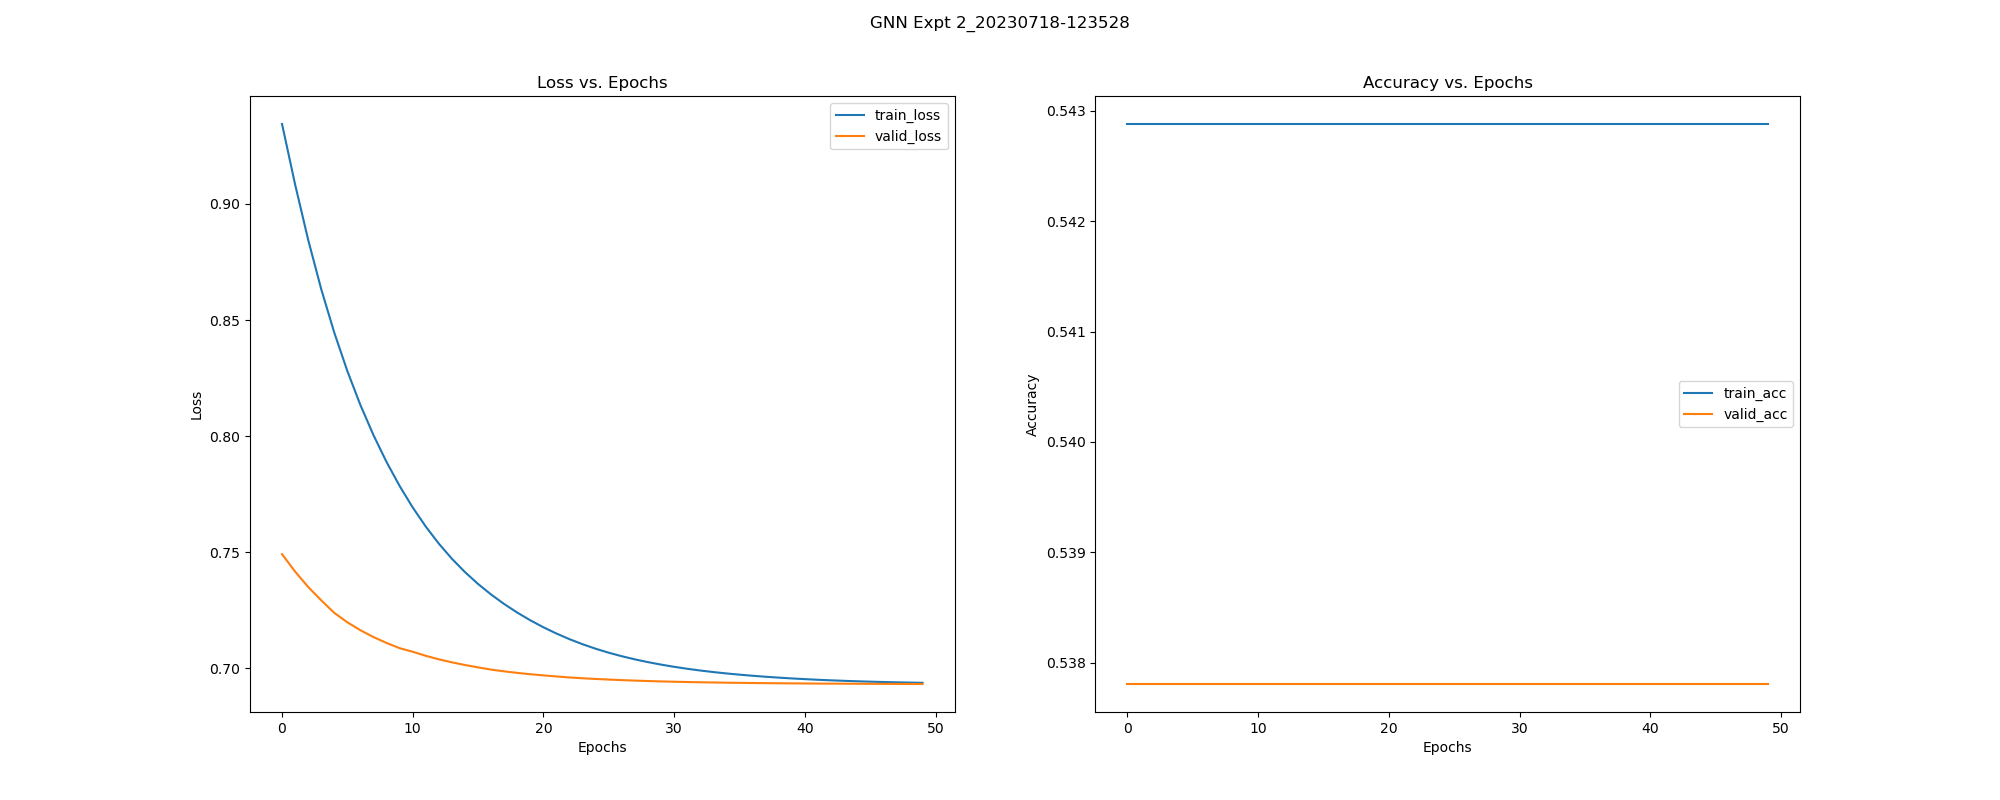 GNN Expt 2_20230718-123528
Loss vs. Epochs
train_loss
valid_loss
0.90
0.85
0.80
0.75
0.70
Loss
0 10 20 30 40 50
Epochs
Accuracy vs. Epochs
0.543
0.542
0.541
0.540
0.539
0.538
Accuracy
train_acc
valid_acc
0 10 20 30 40 50
Epochs